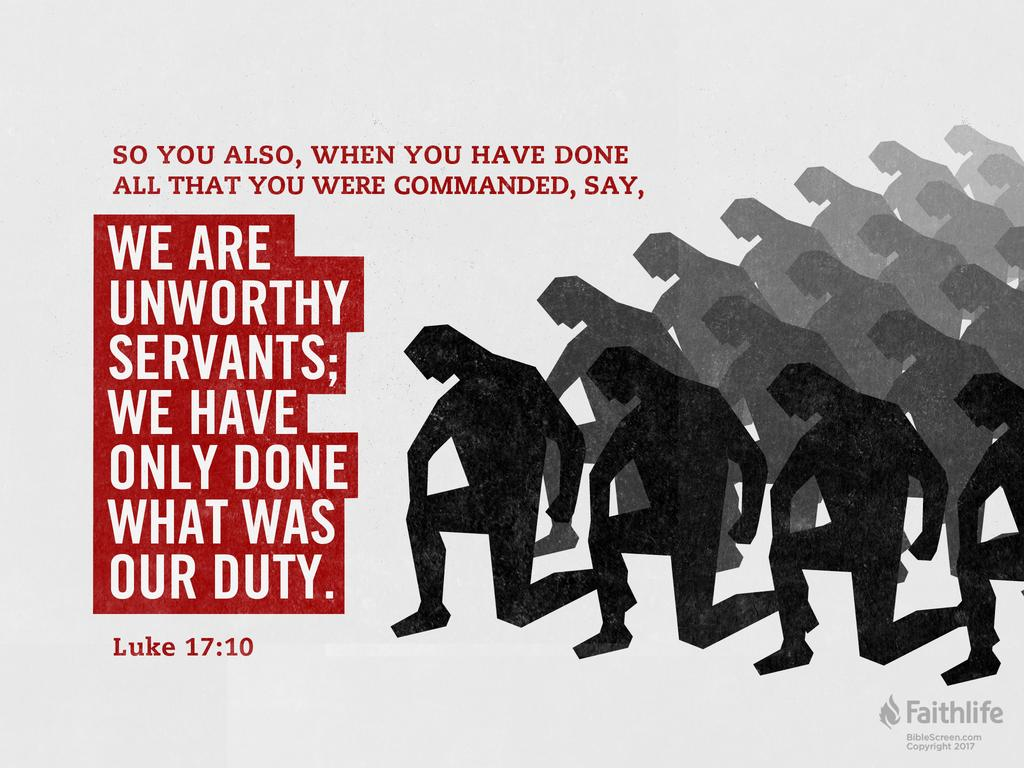 SO YOU ALSO, WHEN YOU HAVE DONE
ALL THAT YOU WERE COMMANDED, SAY,
WE ARE
UNWORTHY
SERVANTS;
WE HAVE
ONLY DONE
WHAT WAS
OUR DUTY.
Luke 17:10
Faithlife
BibleScreen.com
Copyright 2017